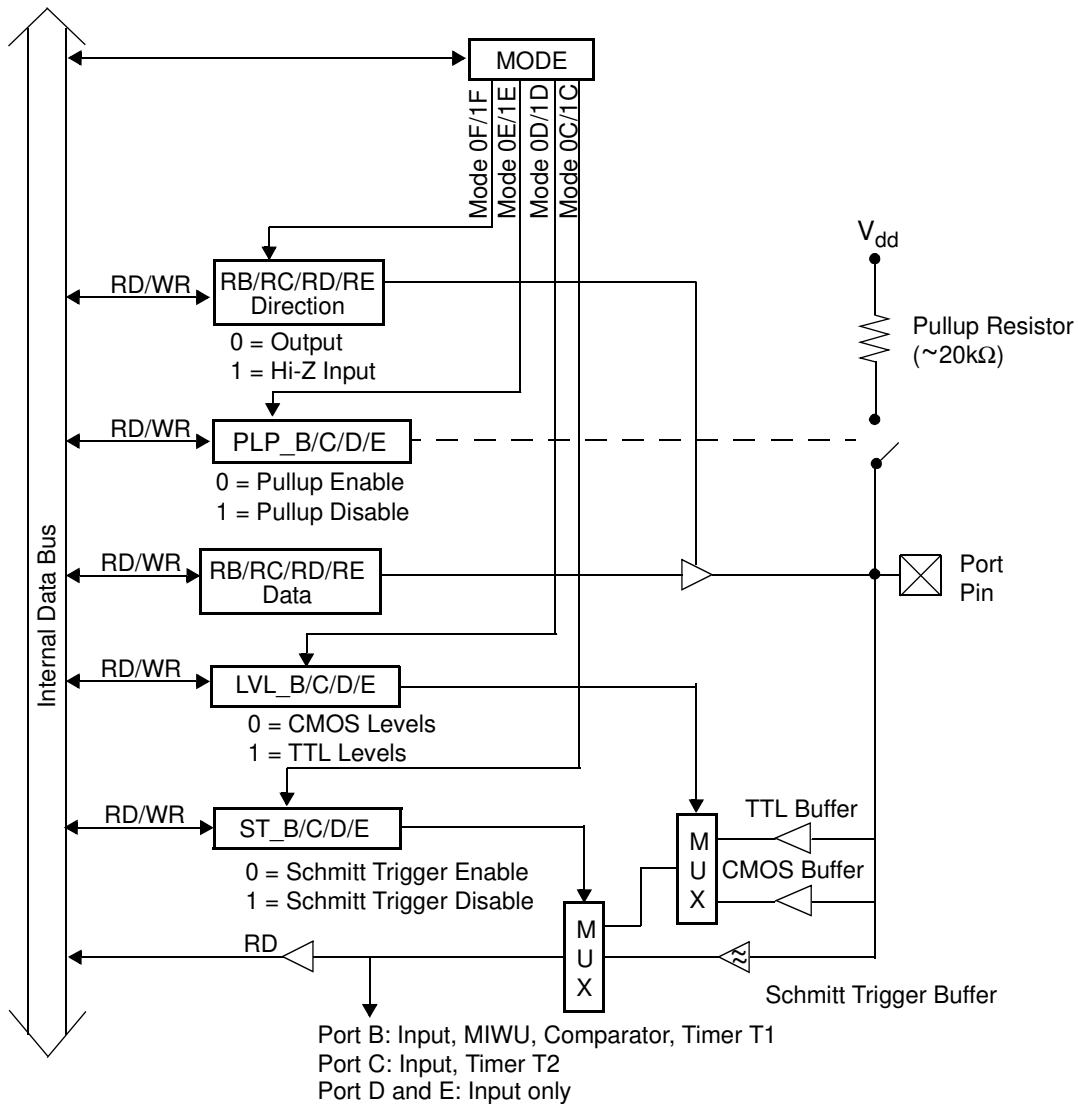 MODE
Mode 0F/1F
Mode 0E/1E
Mode 0D/1D
Mode 0C/1C
Vdd
RD/WR
RB/RC/RD/RE
Direction
0 = Output
1 = Hi-Z Input
Pullup Resistor
(~20kΩ)
RD/WR
PLP_B/C/D/E
0 = Pullup Enable
1 = Pullup Disable
Internal Data Bus
RD/WR
RB/RC/RD/RE
Data
Port
Pin
RD/WR
LVL_B/C/D/E
0 = CMOS Levels
1 = TTL Levels
RD/WR
ST_B/C/D/E
0 = Schmitt Trigger Enable
1 = Schmitt Trigger Disable
TTL Buffer
CMOS Buffer
M
U
X
M
U
X
RD
Schmitt Trigger Buffer
Port B: Input, MIWU, Comparator, Timer T1
Port C: Input, Timer T2
Port D and E: Input only